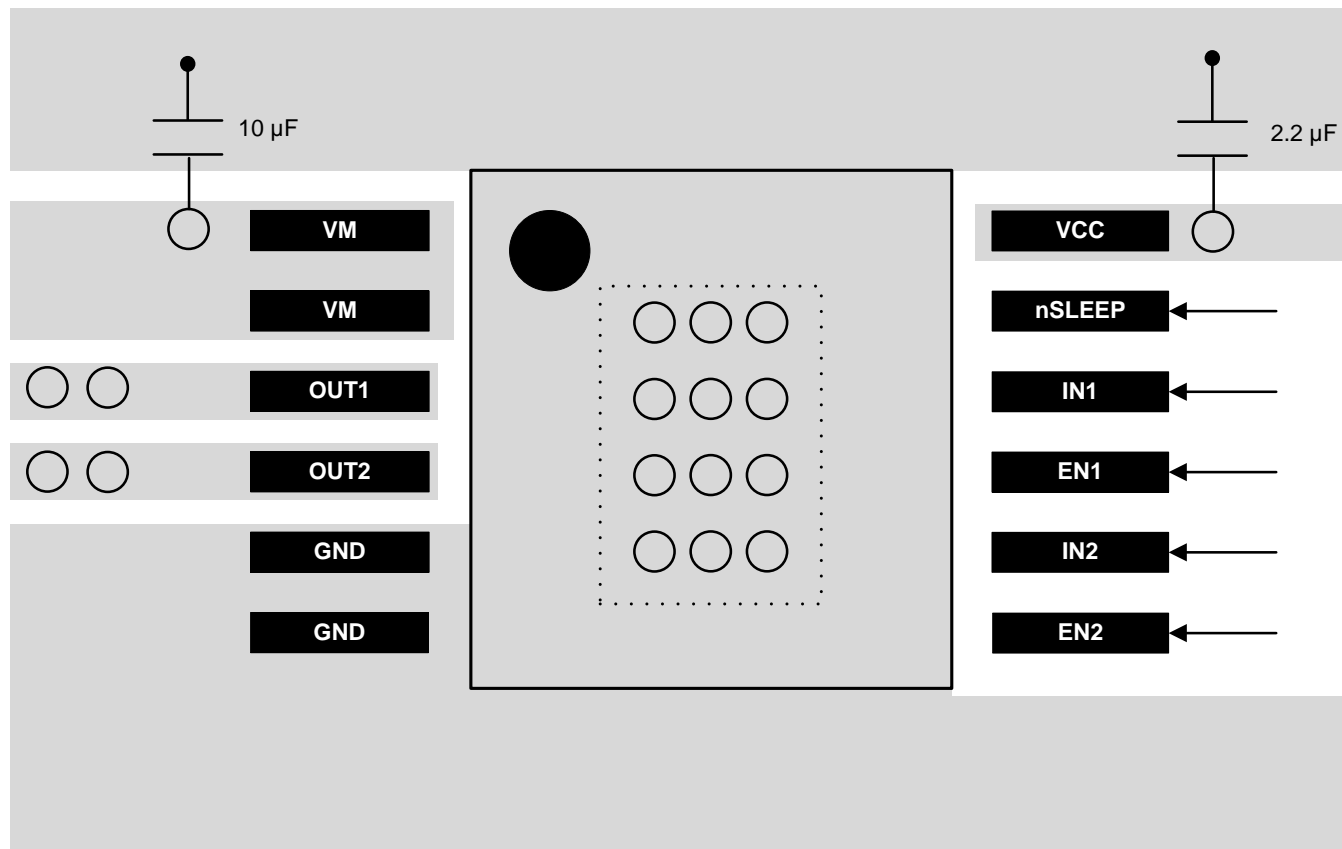 10 µF
2.2 µF
VM
VCC
VM
nSLEEP
OUT1
IN1
OUT2
EN1
GND
IN2
GND
EN2